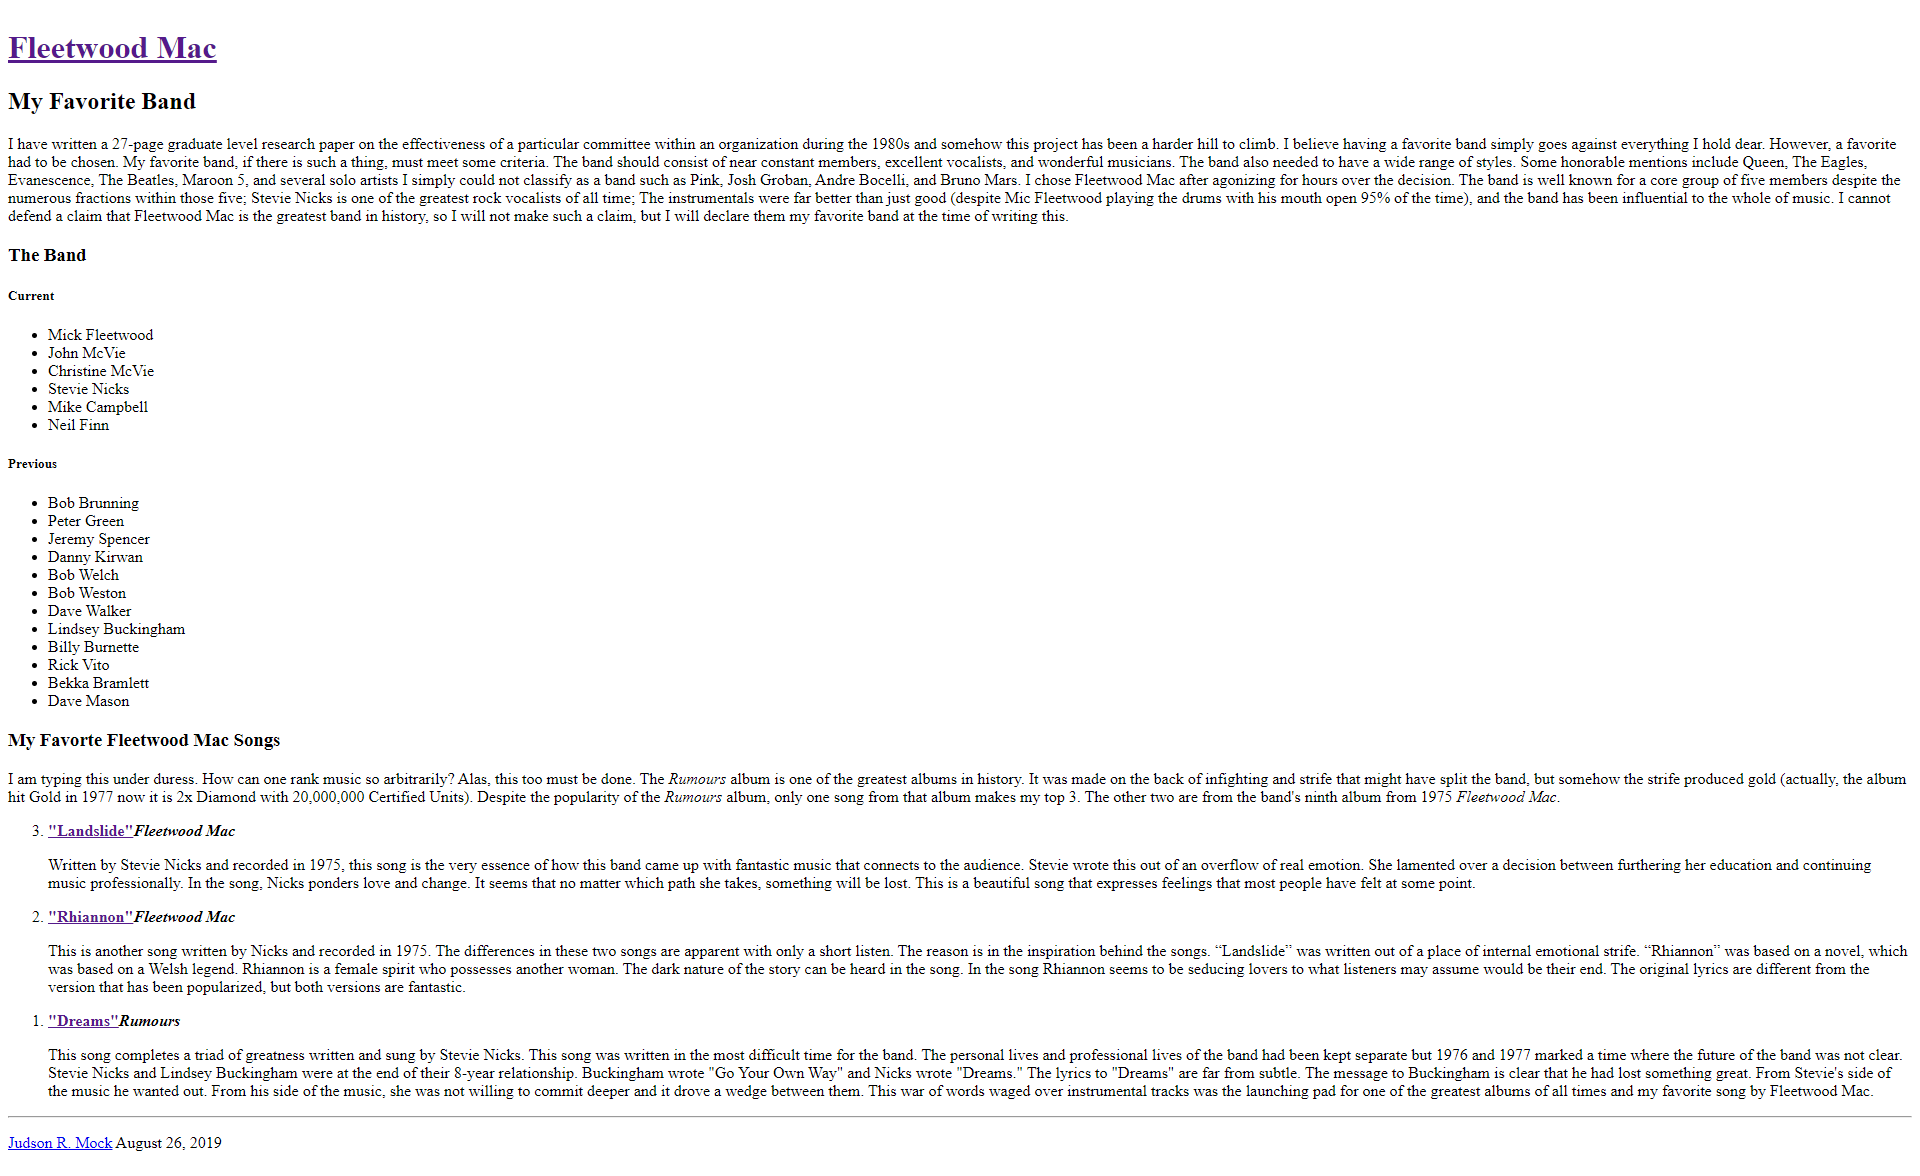 Fleetwood Mac
My Favorite Band
I have written a 27-page graduate level research paper on the effectiveness of a particular committee within an organization during the 1980s and somehow this project has been a harder hill to climb. I believe having a favorite band simply goes against everything I hold dear. However, a favorite
had to be chosen. My favorite band, if there is such a thing, must meet some criteria. The band should consist of near constant members, excellent vocalists, and wonderful musicians. The band also needed to have a wide range of styles. Some honorable mentions include Queen, The Eagles,
Evanescence, The Beatles, Maroon 5, and several solo artists I simply could not classify as a band such as Pink, Josh Groban, Andre Bocelli, and Bruno Mars. I chose Fleetwood Mac after agonizing for hours over the decision. The band is well known for a core group of five members despite the
numerous fractions within those five; Stevie Nicks is one of the greatest rock vocalists of all time; The instrumentals were far better than just good (despite Mic Fleetwood playing the drums with his mouth open 95% of the time), and the band has been influential to the whole of music. I cannot
defend a claim that Fleetwood Mac is the greatest band in history, so I will not make such a claim, but I will declare them my favorite band at the time of writing this.
The Band
Current
• Mick Fleetwood
• John McVie
• Christine McVie
• Stevie Nicks
• Mike Campbell
• Neil Finn
Previous
• Bob Brunning
• Peter Green
• Jeremy Spencer
• Danny Kirwan
• Bob Welch
• Bob Weston
• Dave Walker
• Lindsey Buckingham
• Billy Burnette
• Rick Vito
• Bekka Bramlett
• Dave Mason
My Favorte Fleetwood Mac Songs
I am typing this under duress. How can one rank music so arbitrarily? Alas, this too must be done. The Rumours album is one of the greatest albums in history. It was made on the back of infighting and strife that might have split the band, but somehow the strife produced gold (actually, the album
hit Gold in 1977 now it is 2x Diamond with 20,000,000 Certified Units). Despite the popularity of the Rumours album, only one song from that album makes my top 3. The other two are from the band's ninth album from 1975 Fleetwood Mac.
3. "Landslide"Fleetwood Mac
Written by Stevie Nicks and recorded in 1975, this song is the very essence of how this band came up with fantastic music that connects to the audience. Stevie wrote this out of an overflow of real emotion. She lamented over a decision between furthering her education and continuing
music professionally. In the song, Nicks ponders love and change. It seems that no matter which path she takes, something will be lost. This is a beautiful song that expresses feelings that most people have felt at some point.
2. "Rhiannon"Fleetwood Mac
This is another song written by Nicks and recorded in 1975. The differences in these two songs are apparent with only a short listen. The reason is in the inspiration behind the songs. “Landslide” was written out of a place of internal emotional strife. “Rhiannon” was based on a novel, which
was based on a Welsh legend. Rhiannon is a female spirit who possesses another woman. The dark nature of the story can be heard in the song. In the song Rhiannon seems to be seducing lovers to what listeners may assume would be their end. The original lyrics are different from the
version that has been popularized, but both versions are fantastic.
1. "Dreams"Rumours
This song completes a triad of greatness written and sung by Stevie Nicks. This song was written in the most difficult time for the band. The personal lives and professional lives of the band had been kept separate but 1976 and 1977 marked a time where the future of the band was not clear.
Stevie Nicks and Lindsey Buckingham were at the end of their 8-year relationship. Buckingham wrote "Go Your Own Way" and Nicks wrote "Dreams." The lyrics to "Dreams" are far from subtle. The message to Buckingham is clear that he had lost something great. From Stevie's side of
the music he wanted out. From his side of the music, she was not willing to commit deeper and it drove a wedge between them. This war of words waged over instrumental tracks was the launching pad for one of the greatest albums of all times and my favorite song by Fleetwood Mac.
Judson R. Mock August 26, 2019